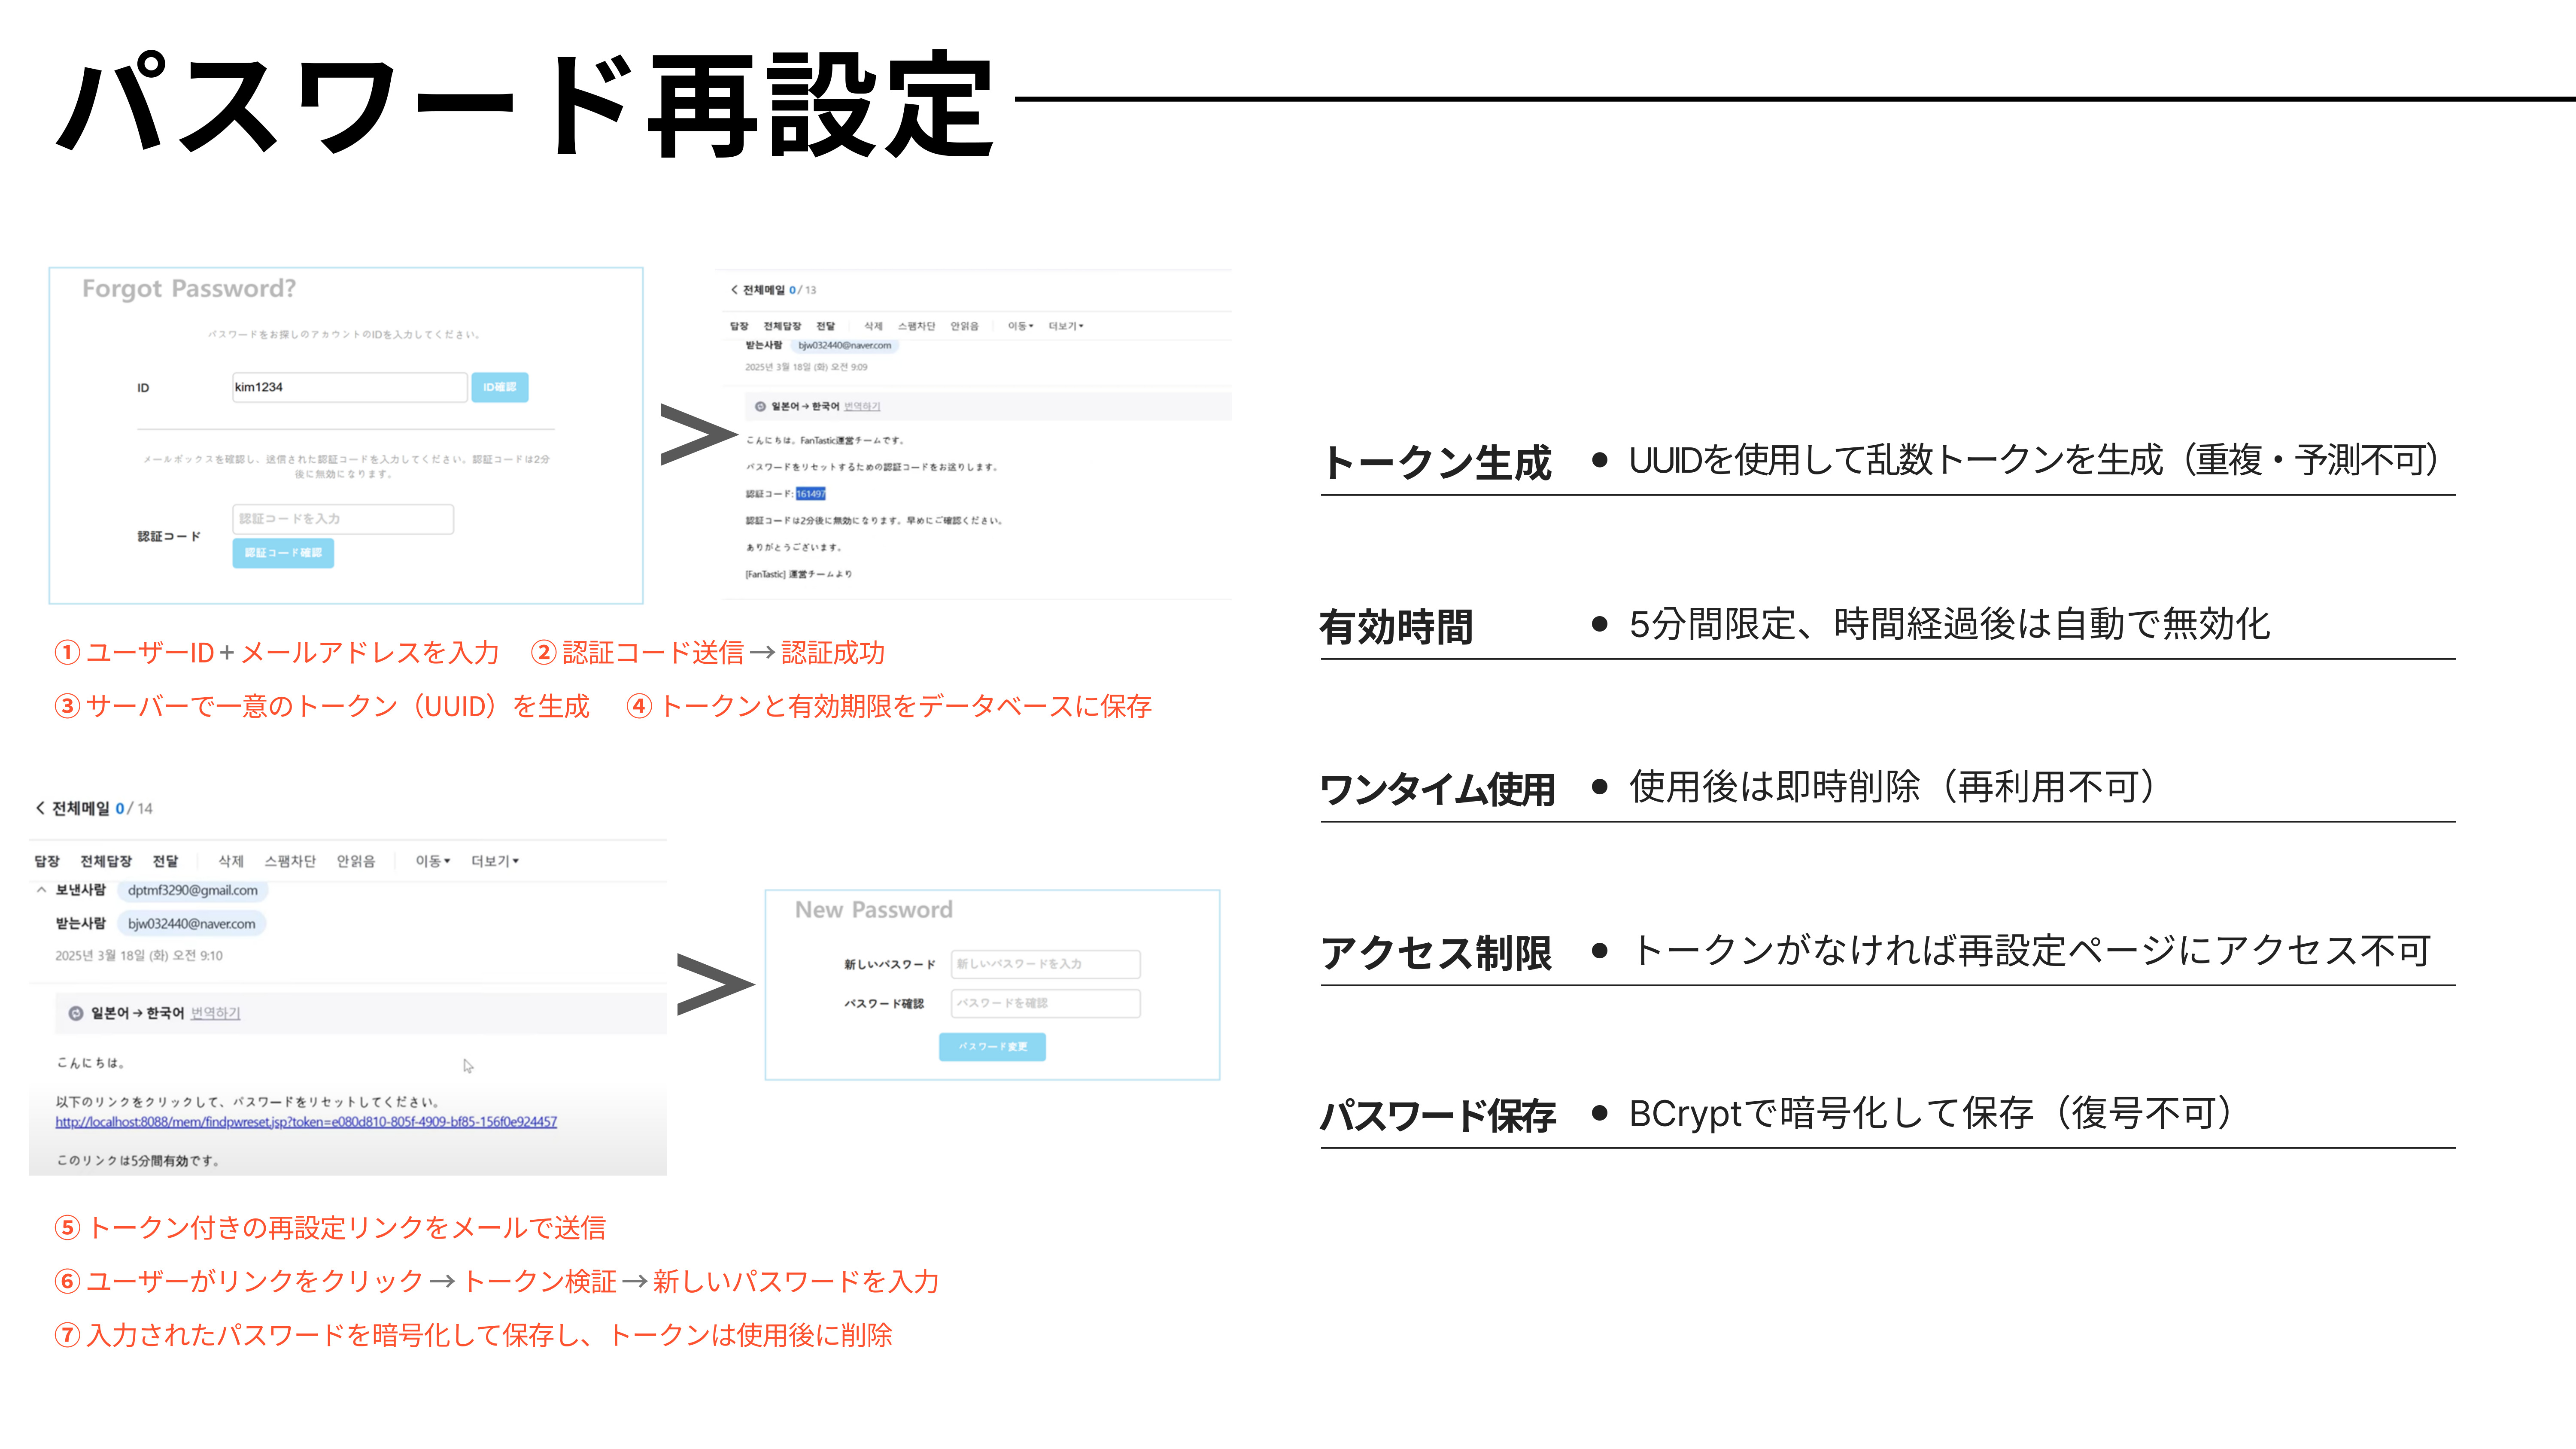 パスワード再設定
Forgot Password?
パスワードをお探しのアカウントのIDを入力してください。
ID
kim1234
ID確認
メールボックスを確認し、送信された認証コードを入力してください。認証コードは2分
後に無効になります。
認証コード
認証コードを入力
認証コード確認
>
< 전체메일 0 / 13
답장 전체답장 전달 삭제 스팸차단 안읽음 이동 더보기
받는사람 bjw032440@naver.com
2025년 3월 18일 (화) 오전 9:09
일본어 → 한국어 번역하기
こんにちは。FanTastic運営チームです。
パスワードをリセットするための認証コードをお送りします。
認証コード: 161497
認証コードは2分後に無効になります。早めにご確認ください。
ありがとうございます。
[FanTastic] 運営チームより
① ユーザーID + メールアドレスを入力 ② 認証コード送信 → 認証成功
③ サーバーで一意のトークン（UUID）を生成 ④ トークンと有効期限をデータベースに保存
< 전체메일 0 / 14
답장 전체답장 전달 삭제 스팸차단 안읽음 이동 더보기
보낸사람 dptmf3290@gmail.com
받는사람 bjw032440@naver.com
2025년 3월 18일 (화) 오전 9:10
일본어 → 한국어 번역하기
こんにちは。
以下のリンクをクリックして、パスワードをリセットしてください。
http://localhost:8088/mem/findpwreset.jsp?token=e080d810-805f-4909-bf85-156f0e924457
このリンクは5分間有効です。
>
New Password
新しいパスワード 新しいパスワードを入力
パスワード確認 パスワードを確認
パスワード変更
⑤ トークン付きの再設定リンクをメールで送信
⑥ ユーザーがリンクをクリック → トークン検証 → 新しいパスワードを入力
⑦ 入力されたパスワードを暗号化して保存し、トークンは使用後に削除
トークン生成 ● UUIDを使用して乱数トークンを生成（重複・予測不可）
有効時間 ● 5分間限定、時間経過後は自動で無効化
ワンタイム使用 ● 使用後は即時削除（再利用不可）
アクセス制限 ● トークンがなければ再設定ページにアクセス不可
パスワード保存 ● BCryptで暗号化して保存（復号不可）